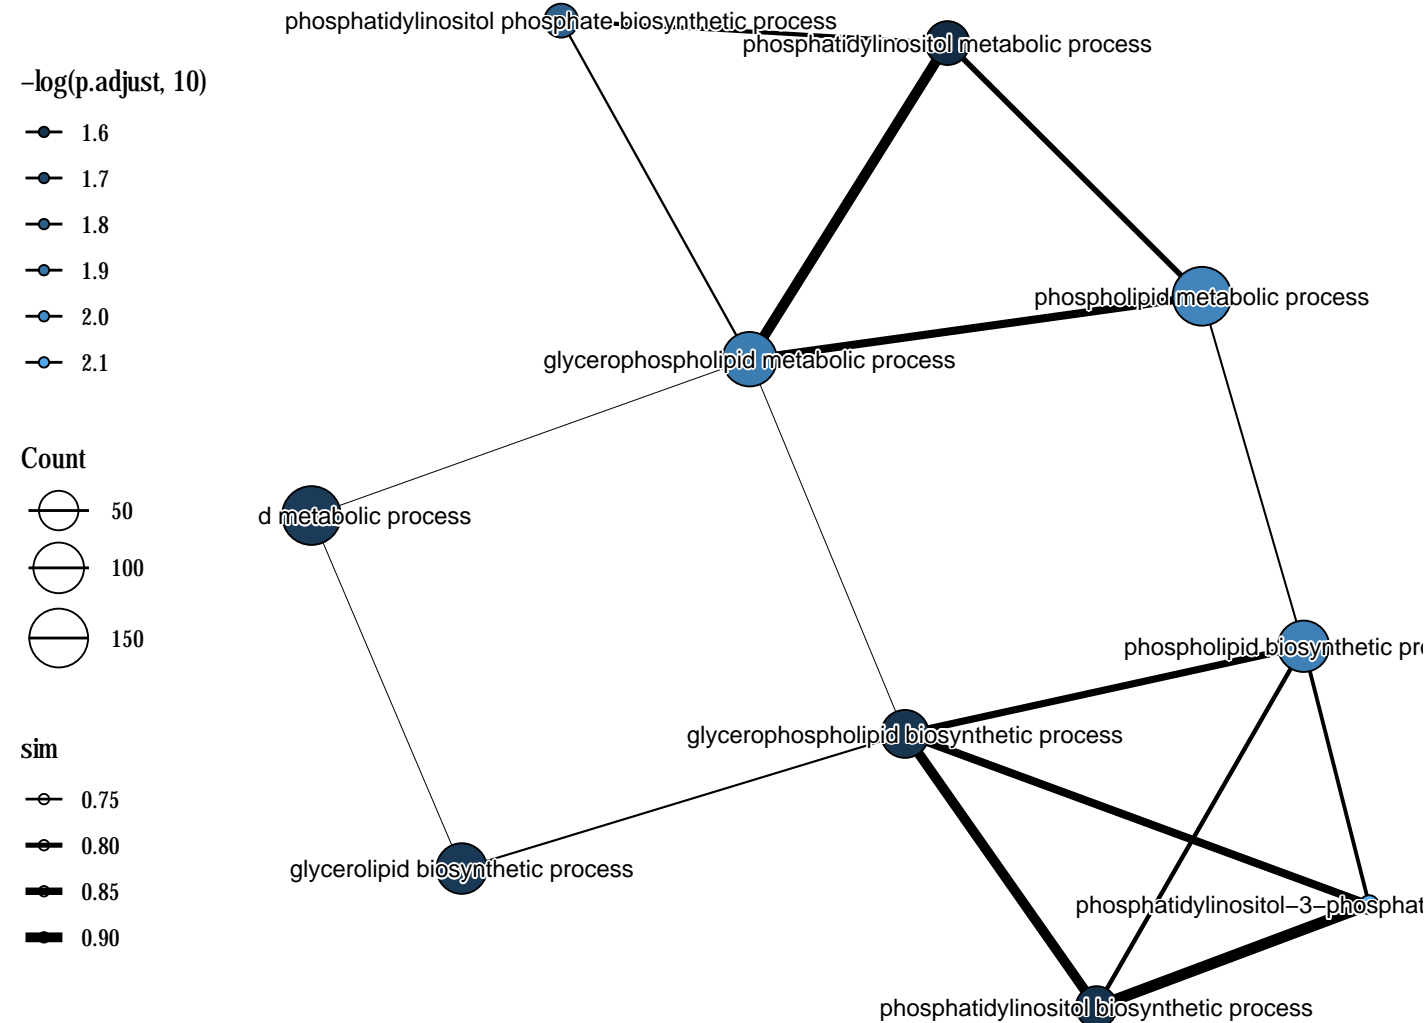 phosphatidylinositol phosphate biosynthetic process
phosphatidylinositol metabolic process
−log(p.adjust, 10)
1.6
1.7
1.8
1.9
2.0
2.1
phospholipid metabolic process
glycerophospholipid metabolic process
Count
50
100
150
d metabolic process
phospholipid biosynthetic pr
glycerophospholipid biosynthetic process
sim
0.75
0.80
0.85
0.90
glycerolipid biosynthetic process
phosphatidylinositol−3−phosphat
phosphatidylinositol biosynthetic process